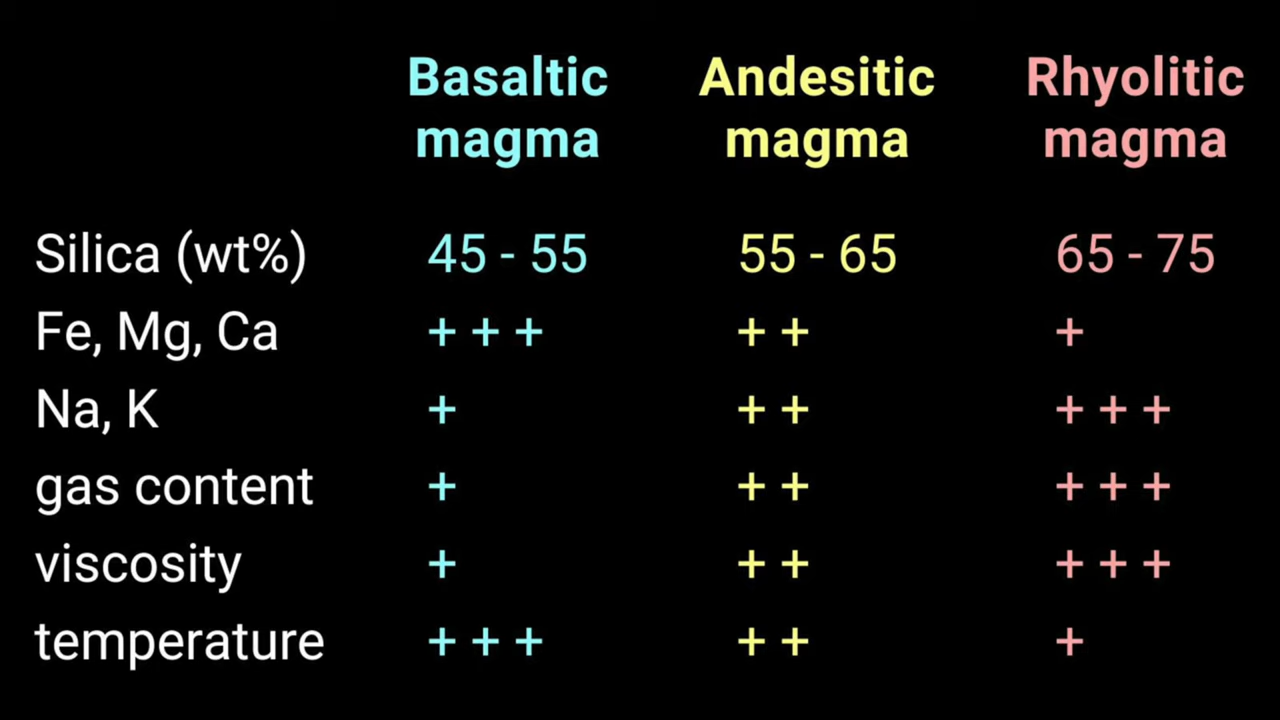 Basaltic magma Andesitic magma Rhyolitic magma
Silica (wt%) 45 - 55 55 - 65 65 - 75
Fe, Mg, Ca + + + + + +
Na, K + + + + + +
gas content + + + + + +
viscosity + + + + + +
temperature + + + + + +